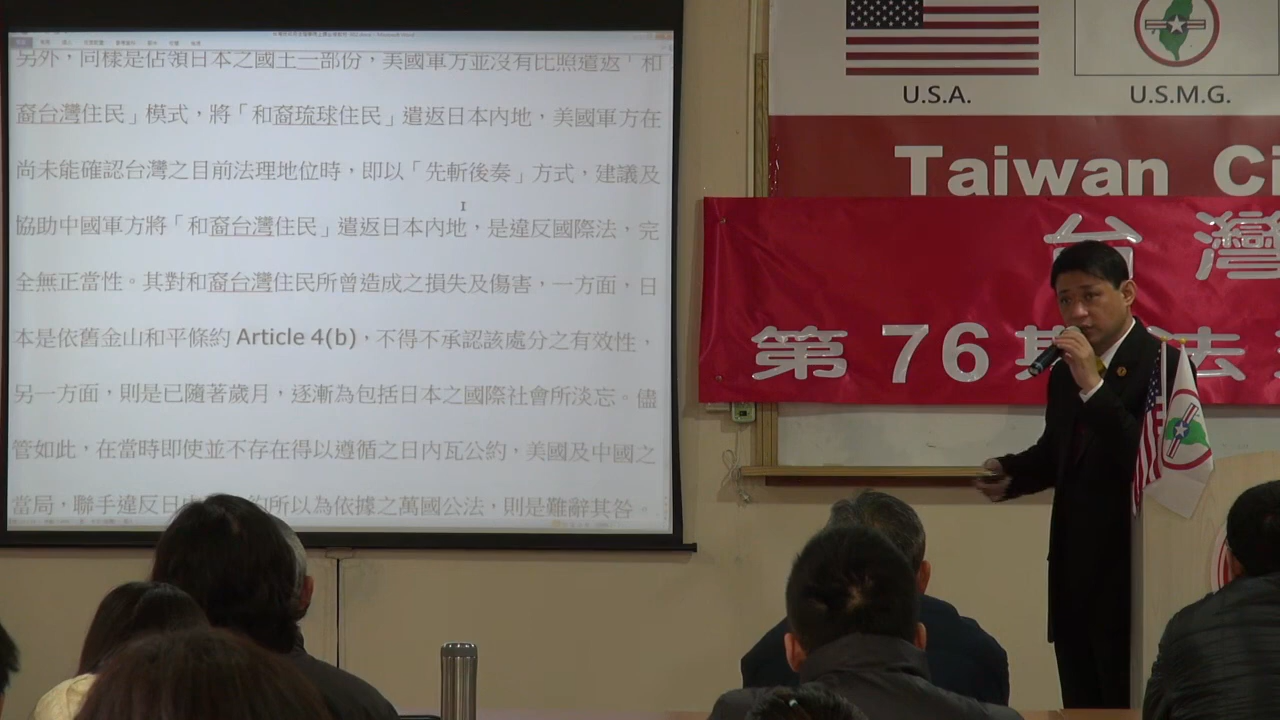 另外，同樣是佔領日本之國土一部份，美國軍方並沒有比照遣返「和
裔台灣住民」模式，將「和裔琉球住民」遣返日本內地，美國軍方在
尚未能確認台灣之目前法理地位時，即以「先斬後奏」方式，建議及
協助中國軍方將「和裔台灣住民」遣返日本內地，是違反國際法，完
全無正當性。其對和裔台灣住民所曾造成之損失及傷害，一方面，日
本是依舊金山和平條約 Article 4(b)，不得不承認該處分之有效性，
另一方面，則是已隨著歲月，逐漸為包括日本之國際社會所淡忘。儘
管如此，在當時即使並不存在得以遵循之日內瓦公約，美國及中國之
當局，聯手違反日內 所以為依據之萬國公法，則是難辭其咎。
U.S.A.
U.S.M.G.
Taiwan Ci
台灣
第76期法